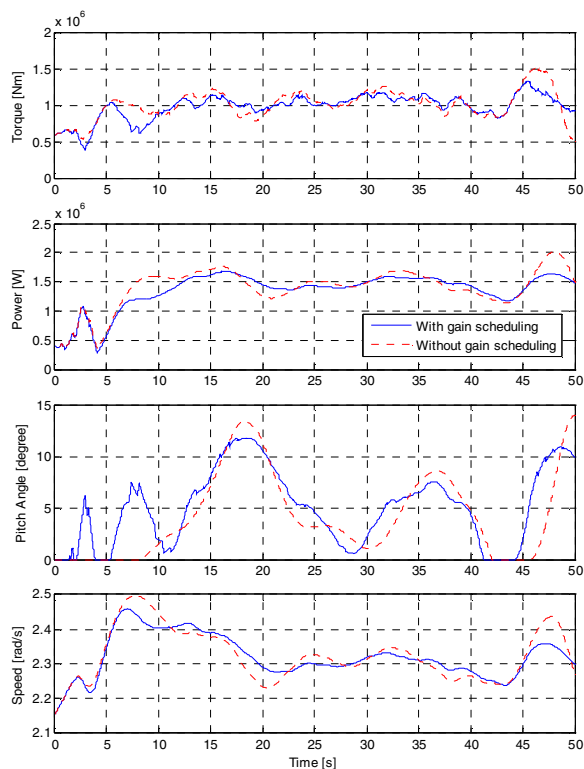 x 10^6
2
1.5
1
0.5
0
Torque [Nm]
0 5 10 15 20 25 30 35 40 45 50
x 10^6
2.5
2
1.5
1
0.5
0
Power [W]
With gain scheduling
Without gain scheduling
0 5 10 15 20 25 30 35 40 45 50
15
10
5
0
Pitch Angle [degree]
0 5 10 15 20 25 30 35 40 45 50
2.5
2.4
2.3
2.2
2.1
Speed [rad/s]
0 5 10 15 20 25 30 35 40 45 50
Time [s]